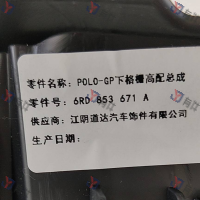 零件名称：POLO-GP下格栅高配总成
零件号：6RD 853 671 A
供应商：江阴道达汽车饰件有限公司
生产日期：